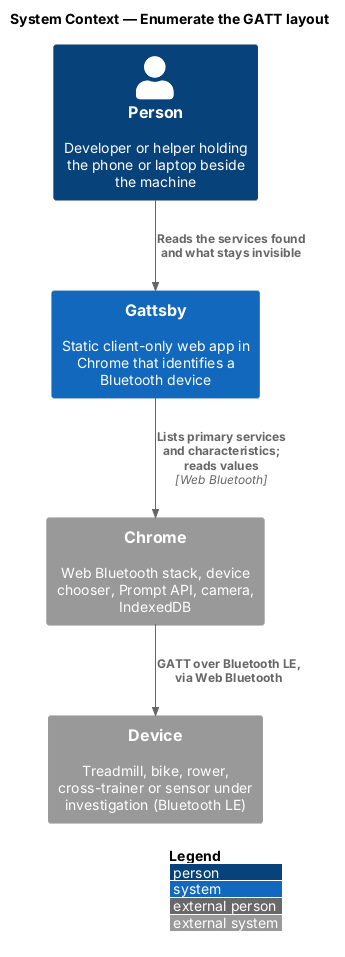 System Context — Enumerate the GATT layout
Person
Developer or helper holding
the phone or laptop beside
the machine
Reads the services found
and what stays invisible
Gattsby
Static client-only web app in
Chrome that identifies a
Bluetooth device
Lists primary services
and characteristics;
reads values
[Web Bluetooth]
Chrome
Web Bluetooth stack, device
chooser, Prompt API, camera,
IndexedDB
GATT over Bluetooth LE,
via Web Bluetooth
Device
Treadmill, bike, rower,
cross-trainer or sensor under
investigation (Bluetooth LE)
Legend
person
system
external person
external system